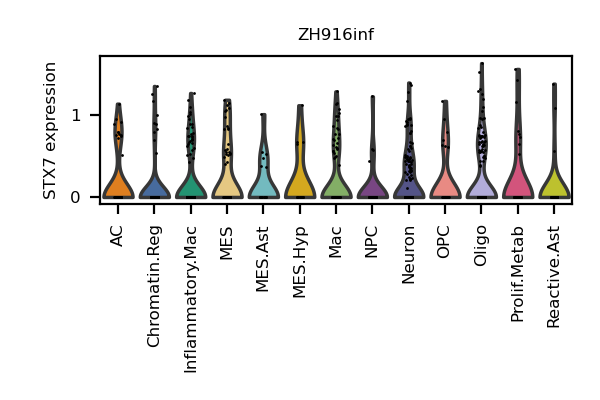 ZH916inf
STX7 expression
1
0
AC
Chromatin.Reg
Inflammatory.Mac
MES
MES.Ast
MES.Hyp
Mac
NPC
Neuron
OPC
Oligo
Prolif.Metab
Reactive.Ast